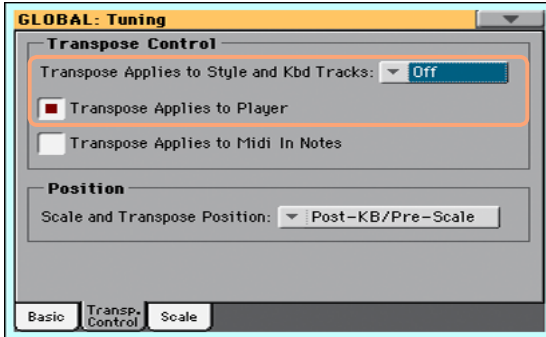 GLOBAL: Tuning
Transpose Control
Transpose Applies to Style and Kbd Tracks: Off
Transpose Applies to Player
Transpose Applies to Midi In Notes
Position
Scale and Transpose Position: Post-KB/Pre-Scale
Basic Transp. Control Scale